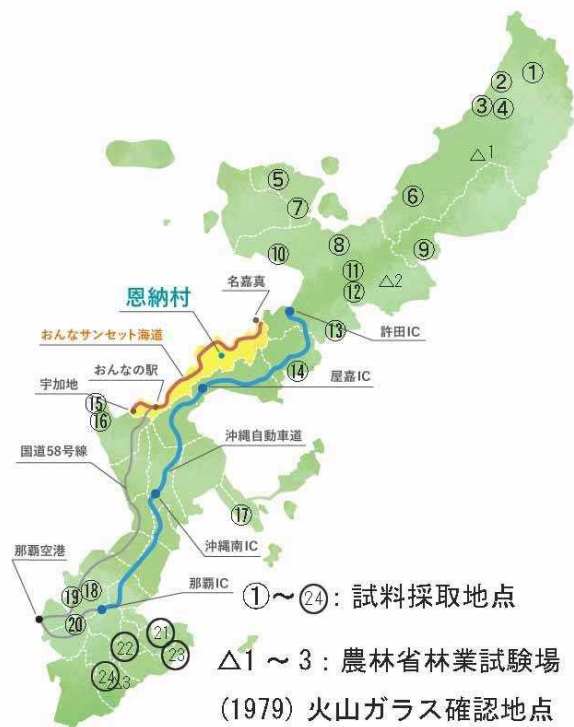 ①
②
③ ④
△1
⑤
⑥
⑦
⑧
⑨
⑩
⑪
△2
⑫
名嘉真
恩納村
⑬
許田IC
おんなサンセット海道
おんなの駅
⑭
屋嘉IC
宇加地
⑮
⑯
国道58号線
沖縄自動車道
⑰
沖縄南IC
那覇空港
那覇IC
⑲ ⑱
⑳
㉑
㉒
㉓
㉔ △3
①～㉔: 試料採取地点
△1～3: 農林省林業試験場
(1979) 火山ガラス確認地点